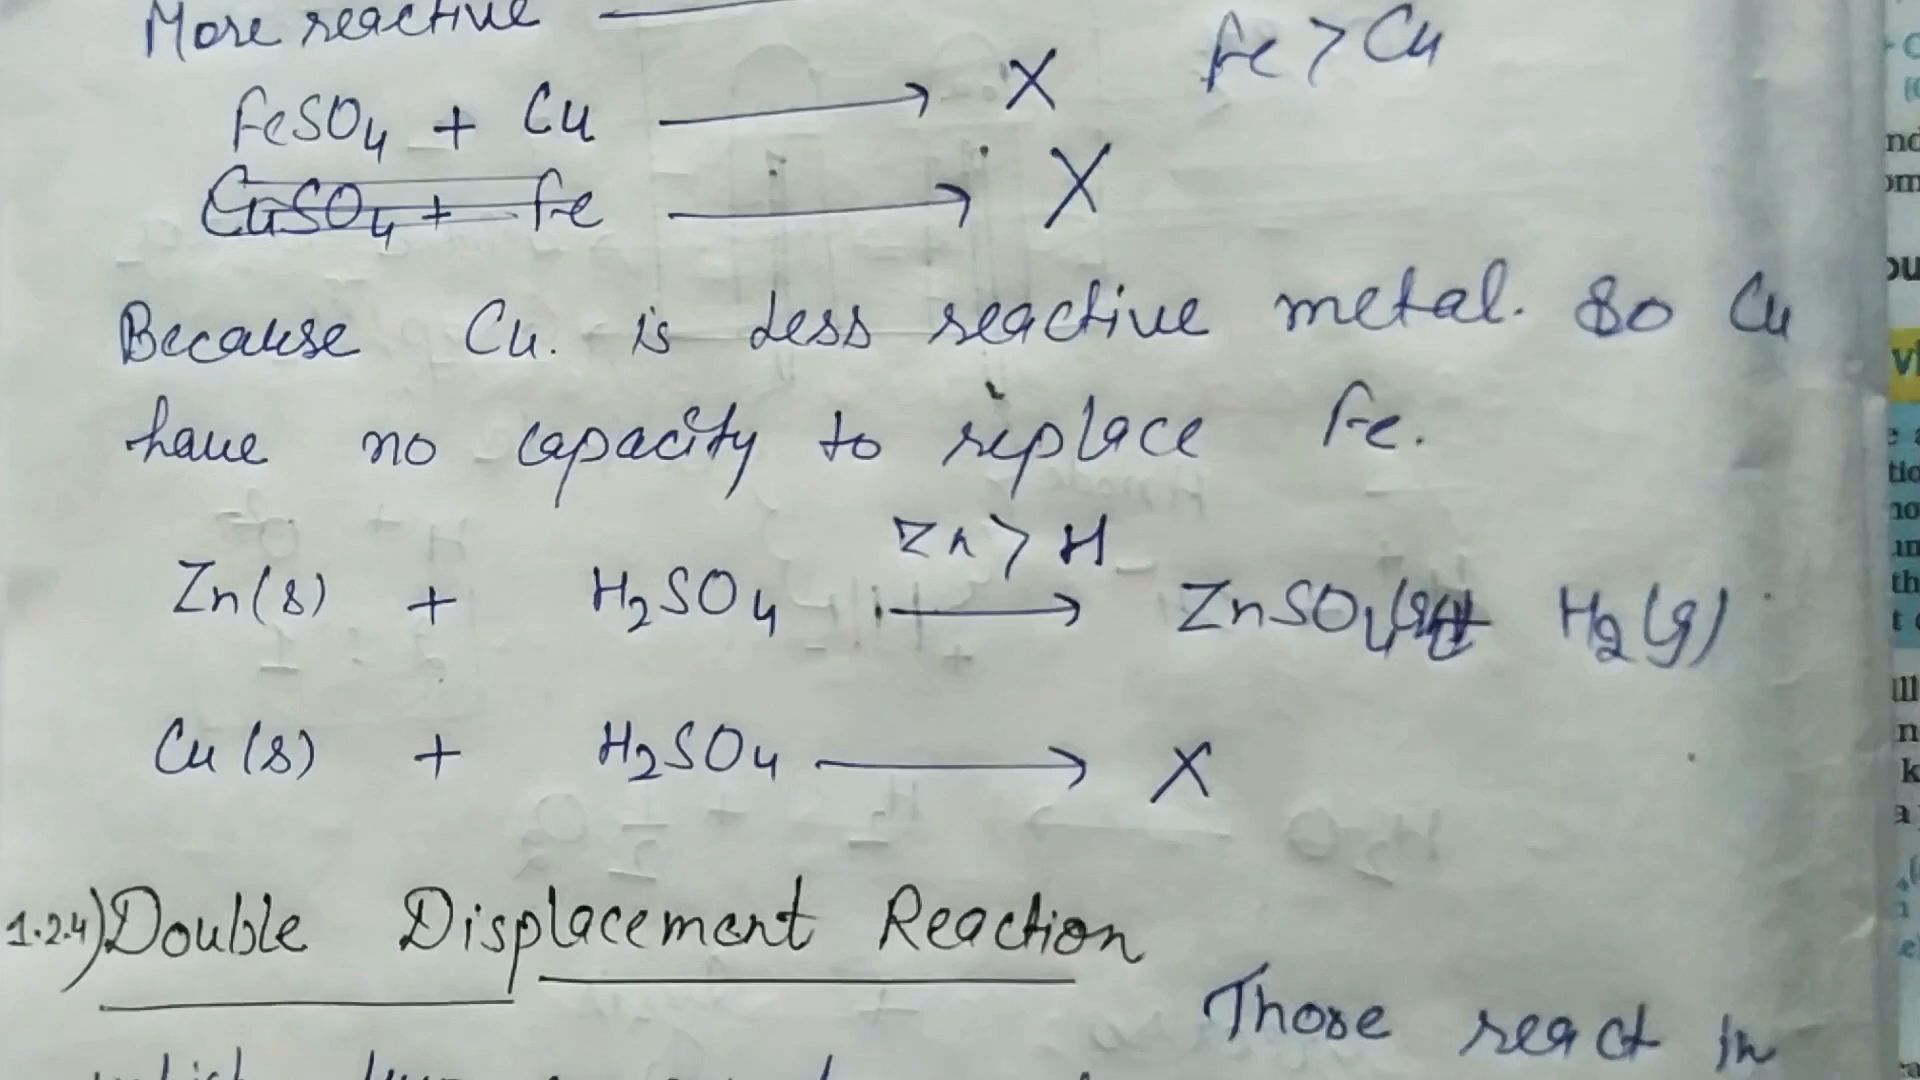 More reactive
FeSO4 + Cu → X Fe > Cu
CuSO4 + Fe → X
Because Cu. is Less reactive metal. So Cu
have no capacity to replace Fe.
Zn > H
Zn(s) + H2SO4 → ZnSO4 H2(g)
Cu(s) + H2SO4 → X
1.2.4) Double Displacement Reaction
Those react in